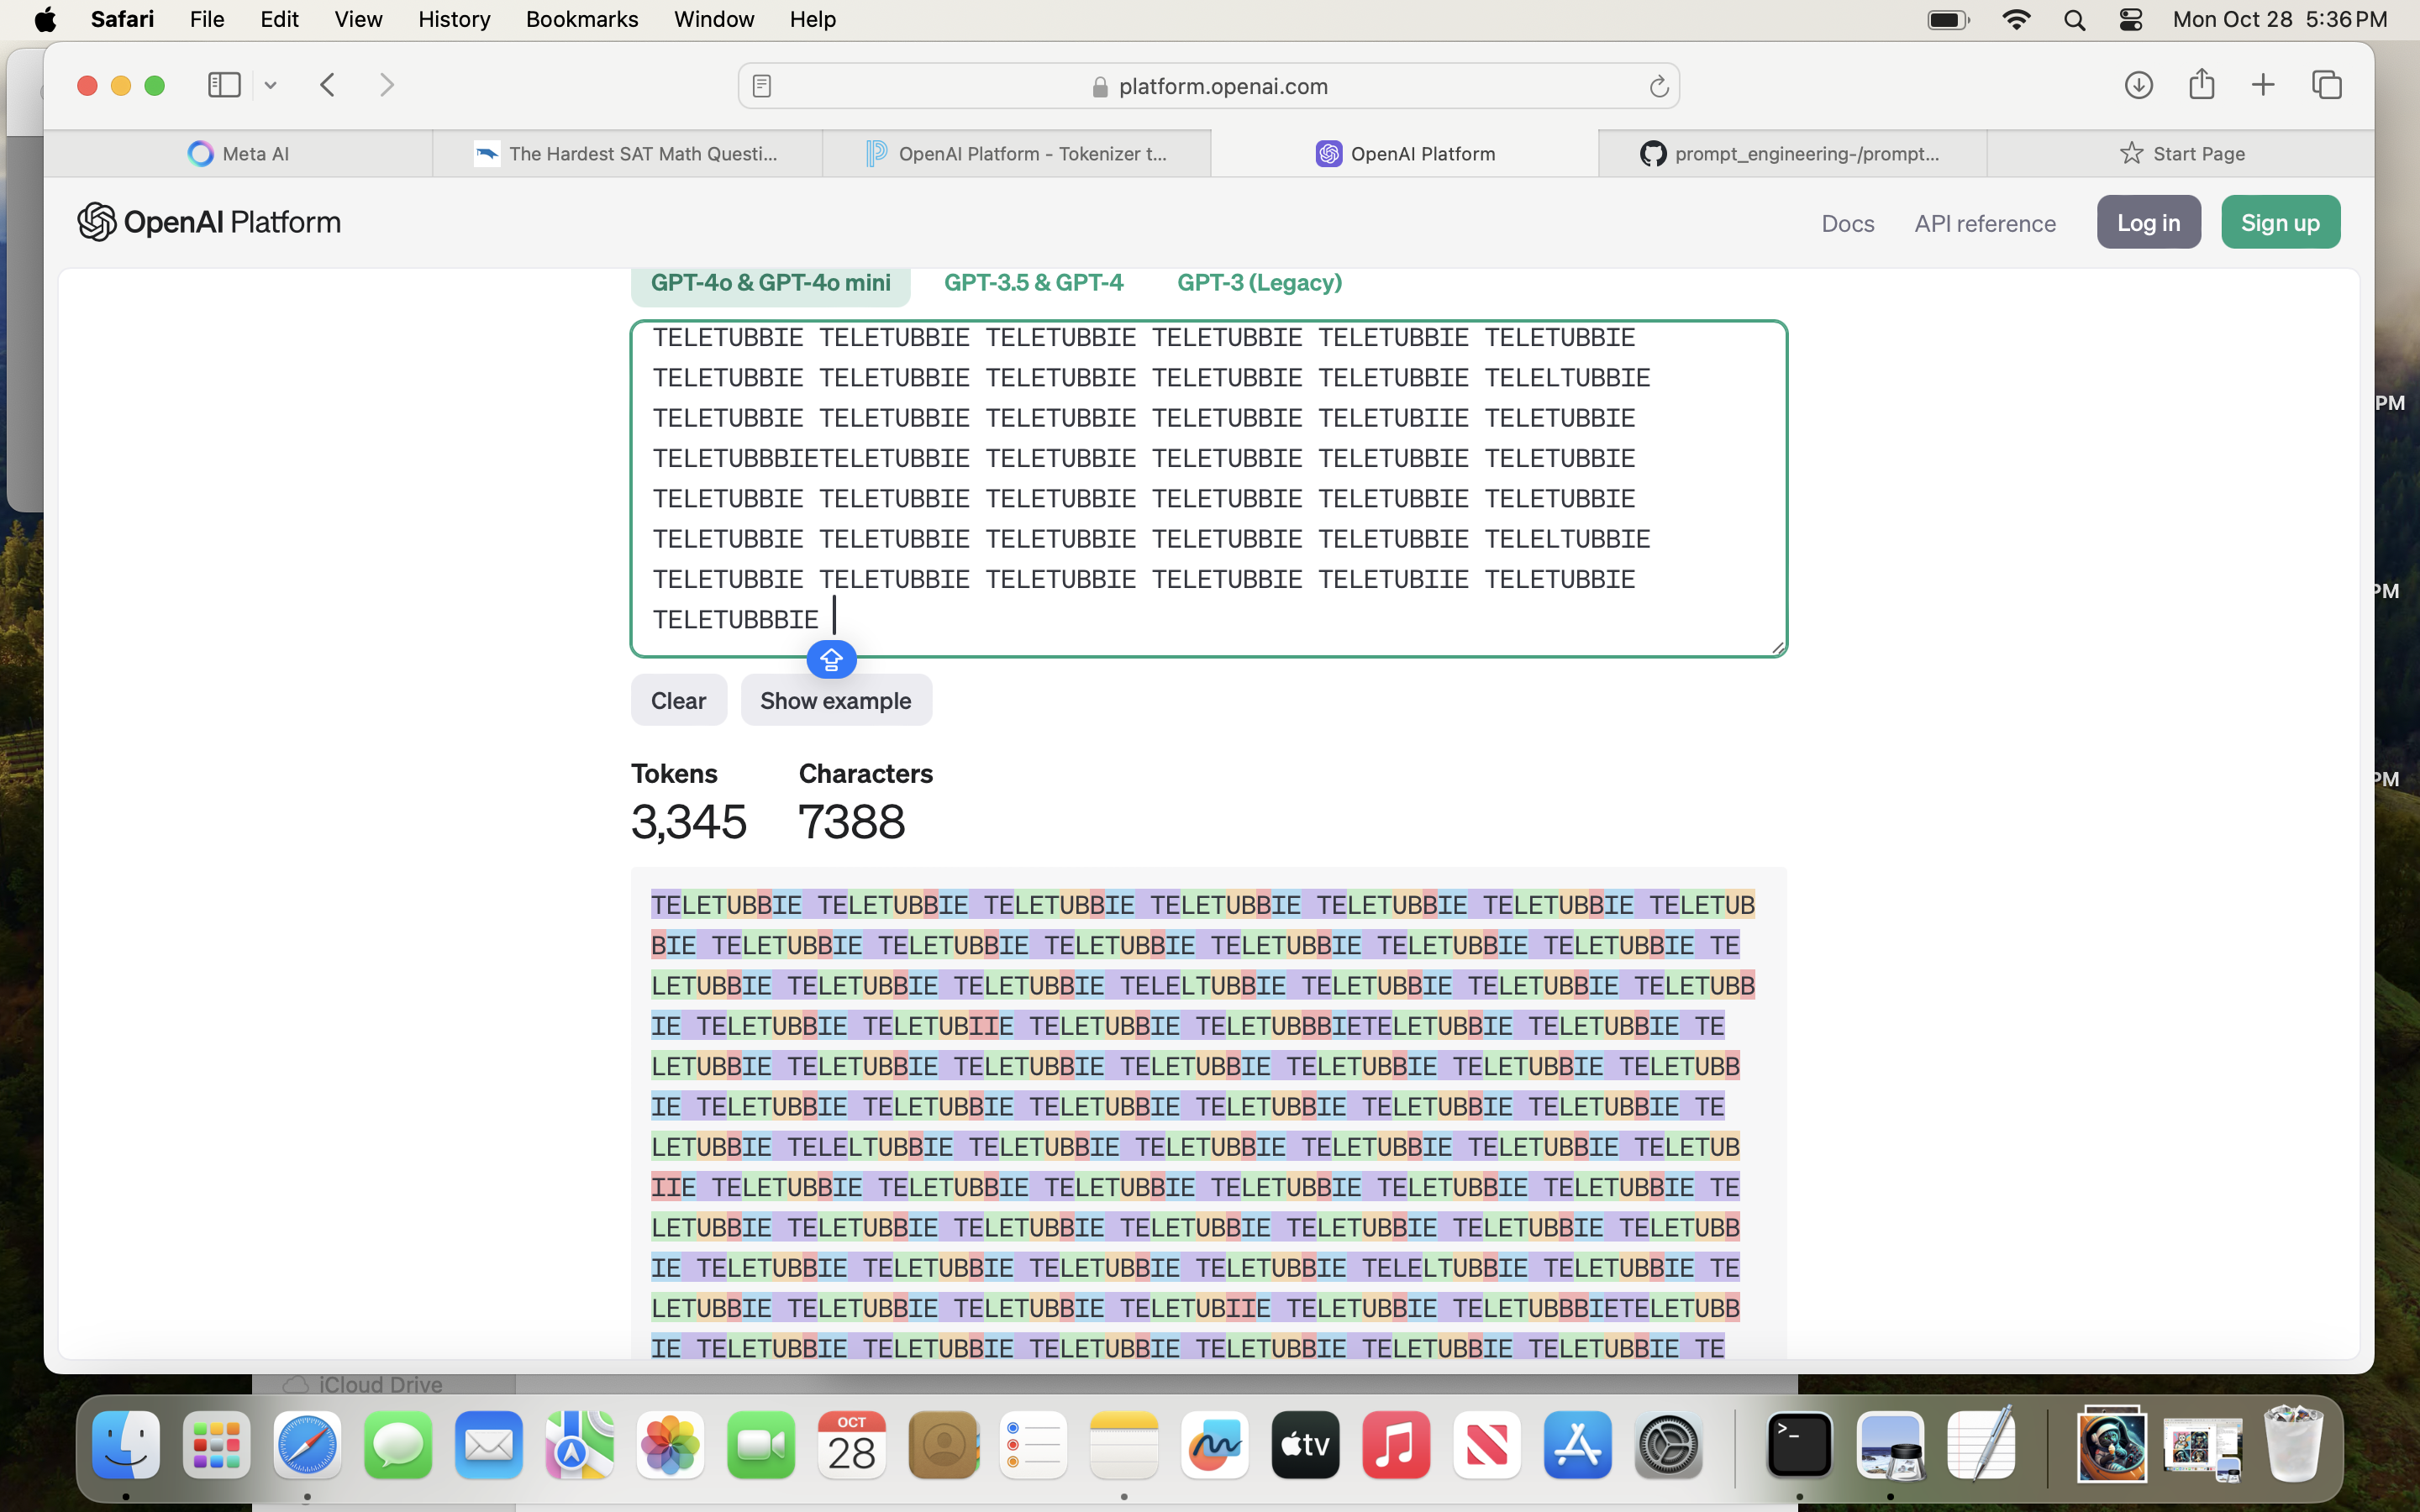 Safari File Edit View History Bookmarks Window Help Mon Oct 28 5:36 PM
platform.openai.com
Meta AI The Hardest SAT Math Questi... OpenAI Platform - Tokenizer t... OpenAI Platform prompt_engineering-/prompt... Start Page
OpenAI Platform Docs API reference Log in Sign up
GPT-4o & GPT-4o mini GPT-3.5 & GPT-4 GPT-3 (Legacy)
TELETUBBIE TELETUBBIE TELETUBBIE TELETUBBIE TELETUBBIE TELETUBBIE
TELETUBBIE TELETUBBIE TELETUBBIE TELETUBBIE TELETUBBIE TELELTUBBIE
PM
TELETUBBIE TELETUBBIE TELETUBBIE TELETUBBIE TELETUBIIE TELETUBBIE
TELETUBBBIETELETUBBIE TELETUBBIE TELETUBBIE TELETUBBIE TELETUBBIE
TELETUBBIE TELETUBBIE TELETUBBIE TELETUBBIE TELETUBBIE TELETUBBIE
TELETUBBIE TELETUBBIE TELETUBBIE TELETUBBIE TELETUBBIE TELELTUBBIE
TELETUBBIE TELETUBBIE TELETUBBIE TELETUBBIE TELETUBIIE TELETUBBIE
PM
TELETUBBBIE
Clear Show example
Tokens Characters
PM
3,345 7388
TELETUBBIE TELETUBBIE TELETUBBIE TELETUBBIE TELETUBBIE TELETUBBIE TELETUB
BIE TELETUBBIE TELETUBBIE TELETUBBIE TELETUBBIE TELETUBBIE TELETUBBIE TE
LETUBBIE TELETUBBIE TELETUBBIE TELELTUBBIE TELETUBBIE TELETUBBIE TELETUBB
IE TELETUBBIE TELETUBIIE TELETUBBIE TELETUBBBIETELETUBBIE TELETUBBIE TE
LETUBBIE TELETUBBIE TELETUBBIE TELETUBBIE TELETUBBIE TELETUBBIE TELETUBB
IE TELETUBBIE TELETUBBIE TELETUBBIE TELETUBBIE TELETUBBIE TELETUBBIE TE
LETUBBIE TELELTUBBIE TELETUBBIE TELETUBBIE TELETUBBIE TELETUBBIE TELETUB
IIE TELETUBBIE TELETUBBIE TELETUBBIE TELETUBBIE TELETUBBIE TELETUBBIE TE
LETUBBIE TELETUBBIE TELETUBBIE TELETUBBIE TELETUBBIE TELETUBBIE TELETUBB
IE TELETUBBIE TELETUBBIE TELETUBBIE TELETUBBIE TELELTUBBIE TELETUBBIE TE
LETUBBIE TELETUBBIE TELETUBBIE TELETUBIIE TELETUBBIE TELETUBBBIETELETUBB
IE TELETUBBIE TELETUBBIE TELETUBBIE TELETUBBIE TELETUBBIE TELETUBBIE TE
iCloud Drive
OCT
28
tv
>_